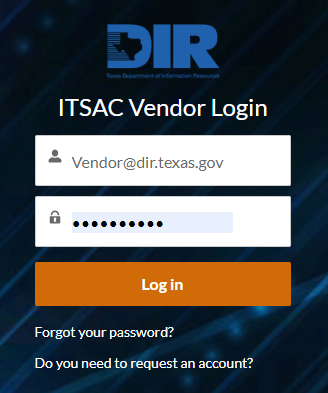 DIR
Texas Department of Information Resources
ITSAC Vendor Login
Vendor@dir.texas.gov
••••••••••
Log in
Forgot your password?
Do you need to request an account?